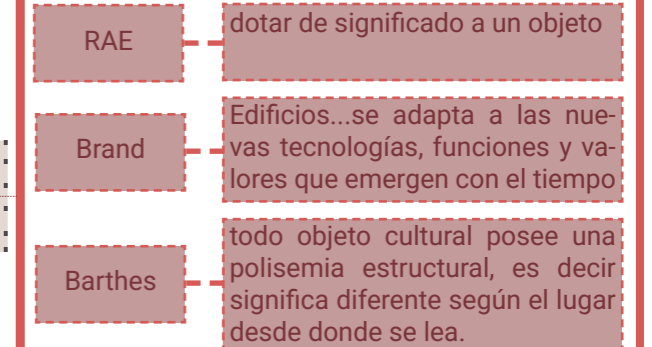 RAE
dotar de significado a un objeto
Brand
Edificios...se adapta a las nue-
vas tecnologías, funciones y va-
lores que emergen con el tiempo
Barthes
todo objeto cultural posee una
polisemia estructural, es decir
significa diferente según el lugar
desde donde se lea.